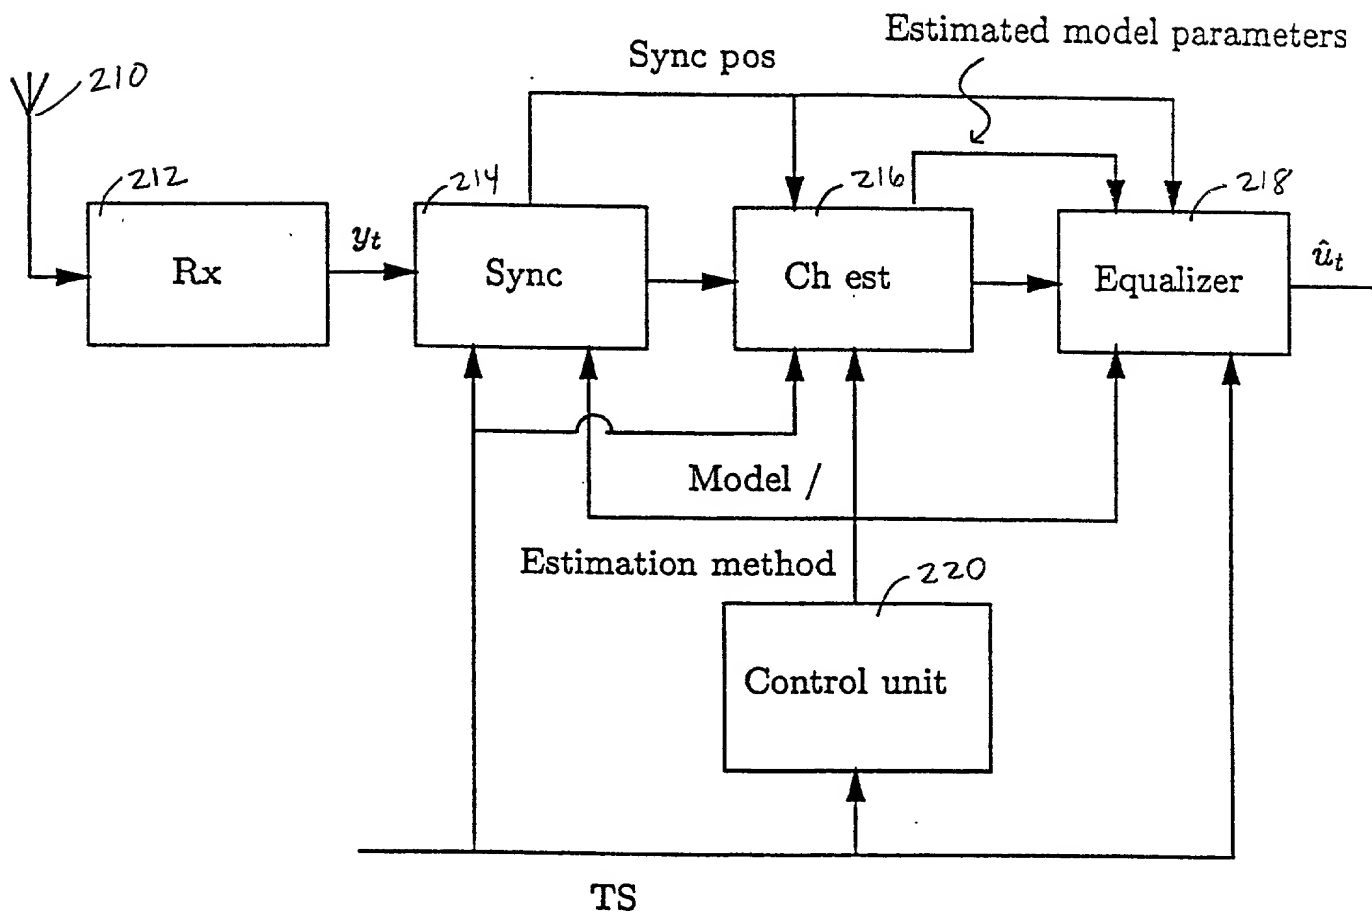 Estimated model parameters
Sync pos
210
212
214
216
218
y_t
û_t
Rx
Sync
Ch est
Equalizer
Model /
Estimation method
220
Control unit
TS